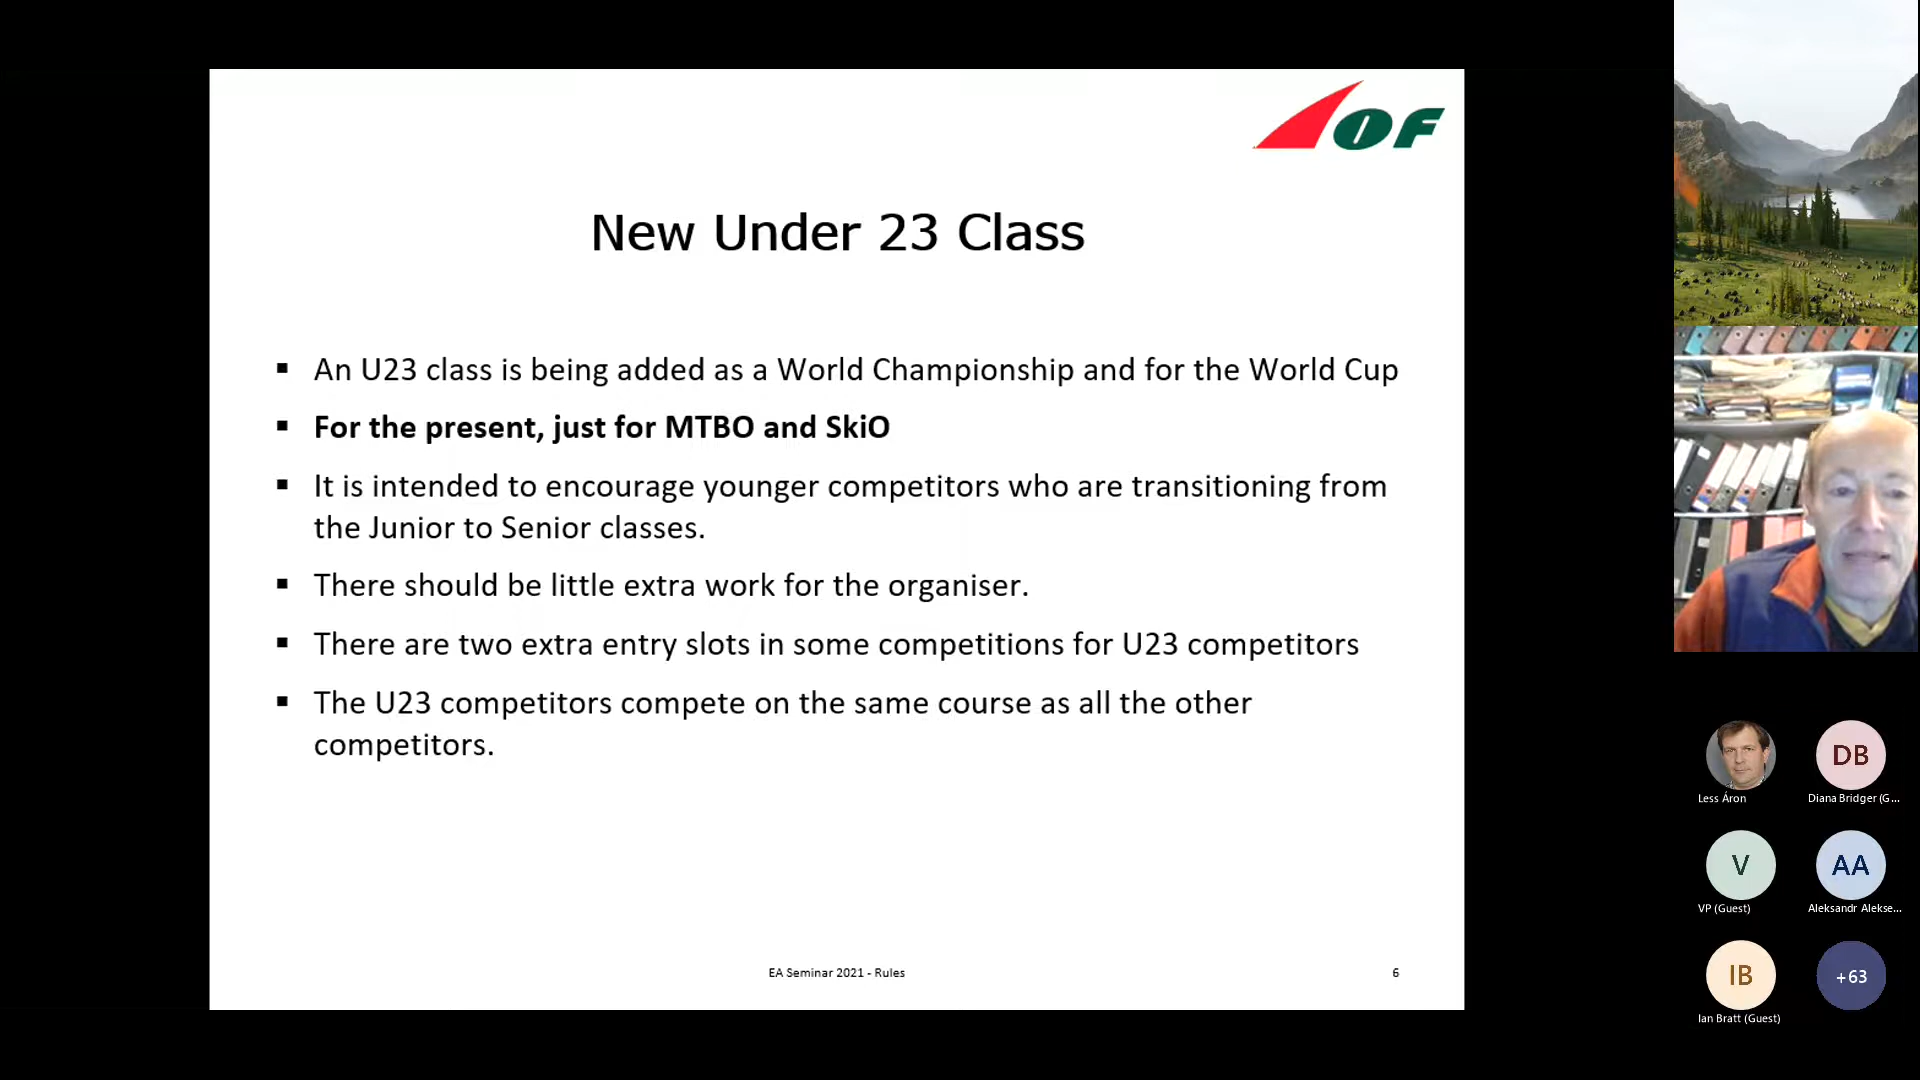 IOF
New Under 23 Class
▪ An U23 class is being added as a World Championship and for the World Cup
▪ For the present, just for MTBO and SkiO
▪ It is intended to encourage younger competitors who are transitioning from
the Junior to Senior classes.
▪ There should be little extra work for the organiser.
▪ There are two extra entry slots in some competitions for U23 competitors
▪ The U23 competitors compete on the same course as all the other
competitors.
EA Seminar 2021 - Rules
6
Less Áron
DB
Diana Bridger (G...
V
VP (Guest)
AA
Aleksandr Alekse...
IB
Ian Bratt (Guest)
+63